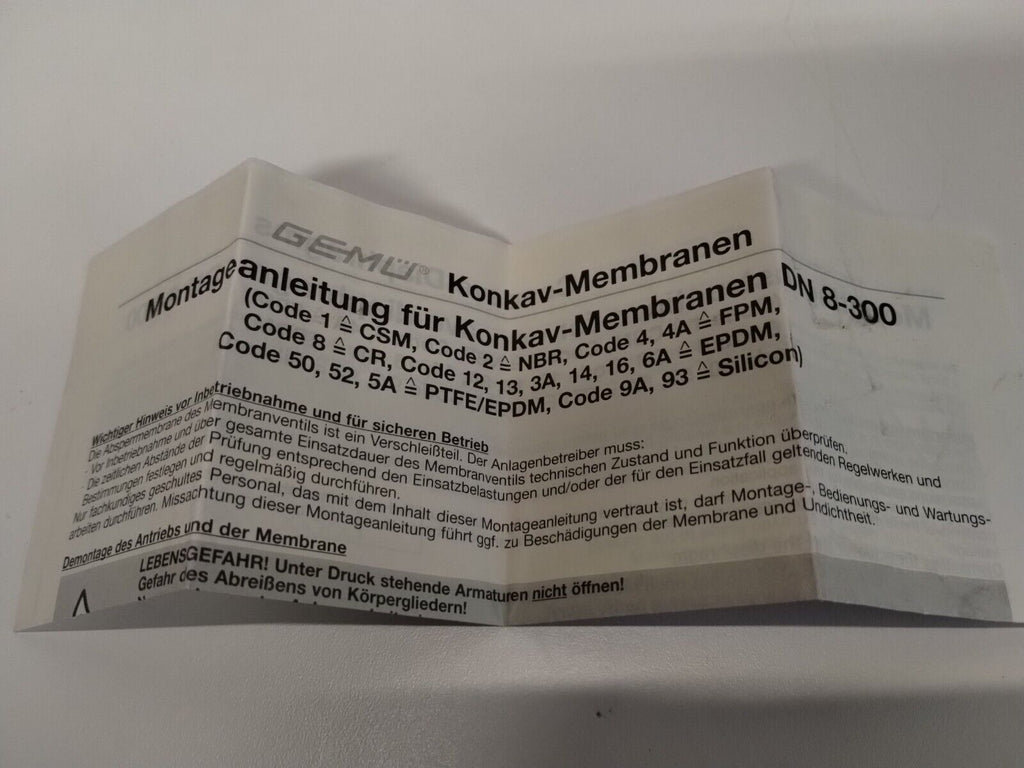 GEMÜ® Konkav-Membranen
Montageanleitung für Konkav-Membranen DN 8-300
(Code 1 ≙ CSM, Code 2 ≙ NBR, Code 4, 4A ≙ FPM,
Code 8 ≙ CR, Code 12, 13, 3A, 14, 16, 6A ≙ EPDM,
Code 50, 52, 5A ≙ PTFE/EPDM, Code 9A, 93 ≙ Silicon)
Wichtiger Hinweis vor Inbetriebnahme und für sicheren Betrieb
Die Absperrmembrane des Membranventils ist ein Verschleißteil. Der Anlagenbetreiber muss:
- Vor Inbetriebnahme und über gesamte Einsatzdauer des Membranventils technischen Zustand und Funktion überprüfen.
Die zeitlichen Abstände der Prüfung entsprechend den Einsatzbelastungen und/oder der für den Einsatzfall geltenden Regelwerken und
Bestimmungen festlegen und regelmäßig durchführen.
Nur fachkundiges geschultes Personal, das mit dem Inhalt dieser Montageanleitung vertraut ist, darf Montage-, Bedienungs- und Wartungs-
arbeiten durchführen. Missachtung dieser Montageanleitung führt ggf. zu Beschädigungen der Membrane und Undichtheit.
Demontage des Antriebs und der Membrane
LEBENSGEFAHR! Unter Druck stehende Armaturen nicht öffnen!
Gefahr des Abreißens von Körpergliedern!